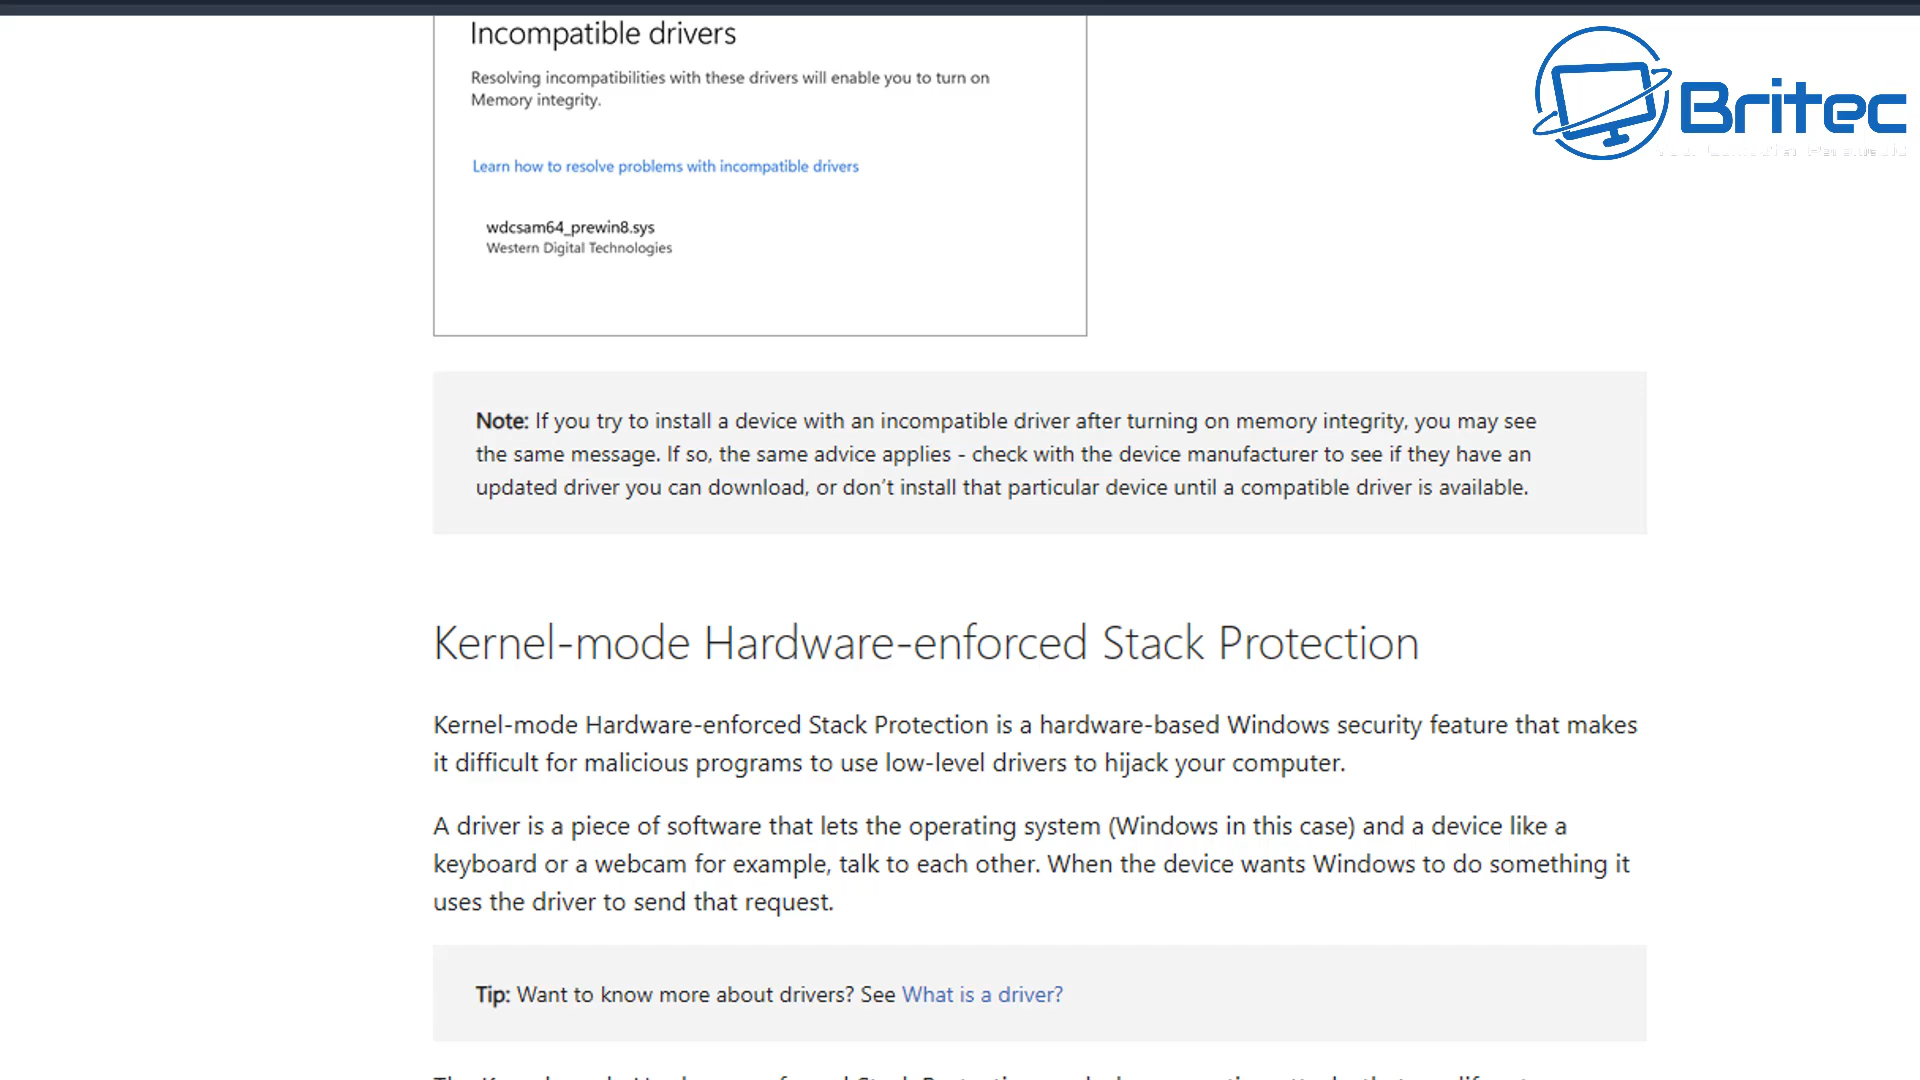 Incompatible drivers
Resolving incompatibilities with these drivers will enable you to turn on
Memory integrity.
Learn how to resolve problems with incompatible drivers
wdcsam64_prewin8.sys
Western Digital Technologies
Britec
Note: If you try to install a device with an incompatible driver after turning on memory integrity, you may see
the same message. If so, the same advice applies - check with the device manufacturer to see if they have an
updated driver you can download, or don’t install that particular device until a compatible driver is available.
Kernel-mode Hardware-enforced Stack Protection
Kernel-mode Hardware-enforced Stack Protection is a hardware-based Windows security feature that makes
it difficult for malicious programs to use low-level drivers to hijack your computer.
A driver is a piece of software that lets the operating system (Windows in this case) and a device like a
keyboard or a webcam for example, talk to each other. When the device wants Windows to do something it
uses the driver to send that request.
Tip: Want to know more about drivers? See What is a driver?